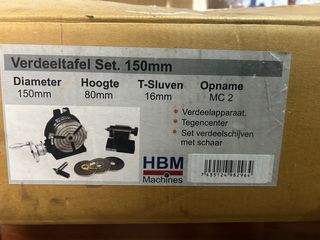 Verdeeltafel Set. 150mm
Diameter Hoogte T-Sluven Opname
150mm 80mm 16mm MC 2
• Verdeelapparaat.
• Tegencenter
• Set verdeelschijven
met schaar
HBM
Machines
7435124952964